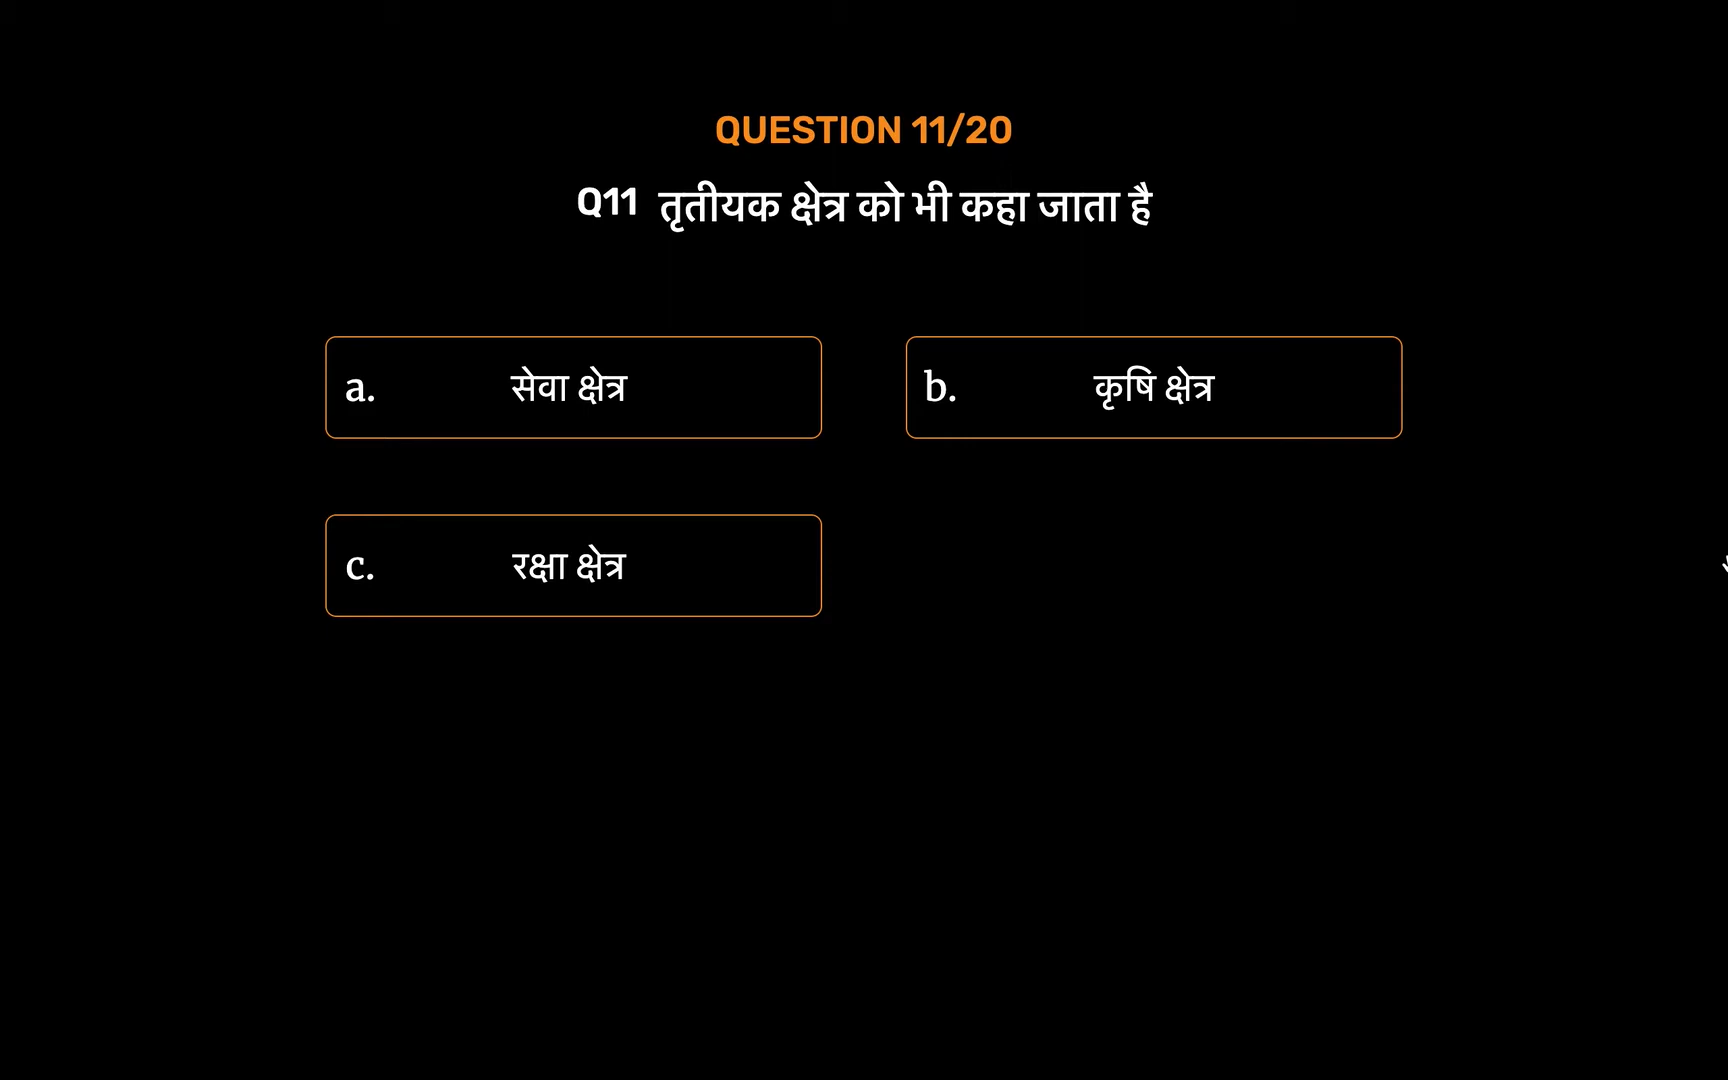 QUESTION 11/20
Q11 तृतीयक क्षेत्र को भी कहा जाता है
a. सेवा क्षेत्र
b. कृषि क्षेत्र
c. रक्षा क्षेत्र